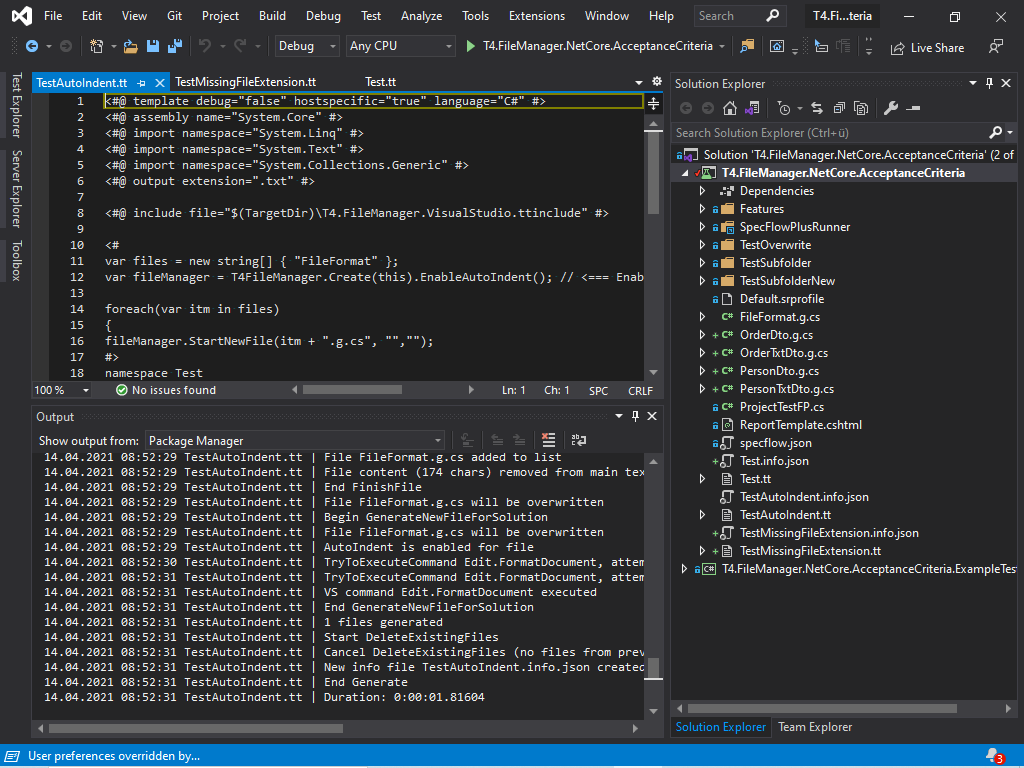 File Edit View Git Project Build Debug Test Analyze Tools Extensions Window Help Search T4.Fi...teria
Debug Any CPU T4.FileManager.NetCore.AcceptanceCriteria Live Share
Test Explorer
Server Explorer
Toolbox
TestAutoIndent.tt TestMissingFileExtension.tt Test.tt
1 <#@ template debug="false" hostspecific="true" language="C#" #>
2 <#@ assembly name="System.Core" #>
3 <#@ import namespace="System.Linq" #>
4 <#@ import namespace="System.Text" #>
5 <#@ import namespace="System.Collections.Generic" #>
6 <#@ output extension=".txt" #>
7
8 <#@ include file="$(TargetDir)\T4.FileManager.VisualStudio.ttinclude" #>
9
10 <#
11 var files = new string[] { "FileFormat" };
12 var fileManager = T4FileManager.Create(this).EnableAutoIndent(); // <=== Enab
13
14 foreach(var itm in files)
15 {
16 fileManager.StartNewFile(itm + ".g.cs", "","");
17 #>
18 namespace Test
100 % No issues found Ln: 1 Ch: 1 SPC CRLF
Output
Show output from: Package Manager
14.04.2021 08:52:29 TestAutoIndent.tt | File FileFormat.g.cs added to list
14.04.2021 08:52:29 TestAutoIndent.tt | File content (174 chars) removed from main tex
14.04.2021 08:52:29 TestAutoIndent.tt | End FinishFile
14.04.2021 08:52:29 TestAutoIndent.tt | File FileFormat.g.cs will be overwritten
14.04.2021 08:52:29 TestAutoIndent.tt | Begin GenerateNewFileForSolution
14.04.2021 08:52:29 TestAutoIndent.tt | File FileFormat.g.cs will be overwritten
14.04.2021 08:52:29 TestAutoIndent.tt | AutoIndent is enabled for file
14.04.2021 08:52:30 TestAutoIndent.tt | TryToExecuteCommand Edit.FormatDocument, attem
14.04.2021 08:52:31 TestAutoIndent.tt | TryToExecuteCommand Edit.FormatDocument, attem
14.04.2021 08:52:31 TestAutoIndent.tt | VS command Edit.FormatDocument executed
14.04.2021 08:52:31 TestAutoIndent.tt | End GenerateNewFileForSolution
14.04.2021 08:52:31 TestAutoIndent.tt | 1 files generated
14.04.2021 08:52:31 TestAutoIndent.tt | Start DeleteExistingFiles
14.04.2021 08:52:31 TestAutoIndent.tt | Cancel DeleteExistingFiles (no files from prev
14.04.2021 08:52:31 TestAutoIndent.tt | New info file TestAutoIndent.info.json created
14.04.2021 08:52:31 TestAutoIndent.tt | End Generate
14.04.2021 08:52:31 TestAutoIndent.tt | Duration: 0:00:01.81604
Solution Explorer
Search Solution Explorer (Ctrl+ü)
Solution 'T4.FileManager.NetCore.AcceptanceCriteria' (2 of
T4.FileManager.NetCore.AcceptanceCriteria
Dependencies
Features
SpecFlowPlusRunner
TestOverwrite
TestSubfolder
TestSubfolderNew
Default.srprofile
C# FileFormat.g.cs
C# OrderDto.g.cs
C# OrderTxtDto.g.cs
C# PersonDto.g.cs
C# PersonTxtDto.g.cs
C# ProjectTestFP.cs
ReportTemplate.cshtml
specflow.json
Test.info.json
Test.tt
TestAutoIndent.info.json
TestAutoIndent.tt
TestMissingFileExtension.info.json
TestMissingFileExtension.tt
C# T4.FileManager.NetCore.AcceptanceCriteria.ExampleTest
Solution Explorer Team Explorer
User preferences overridden by... 3